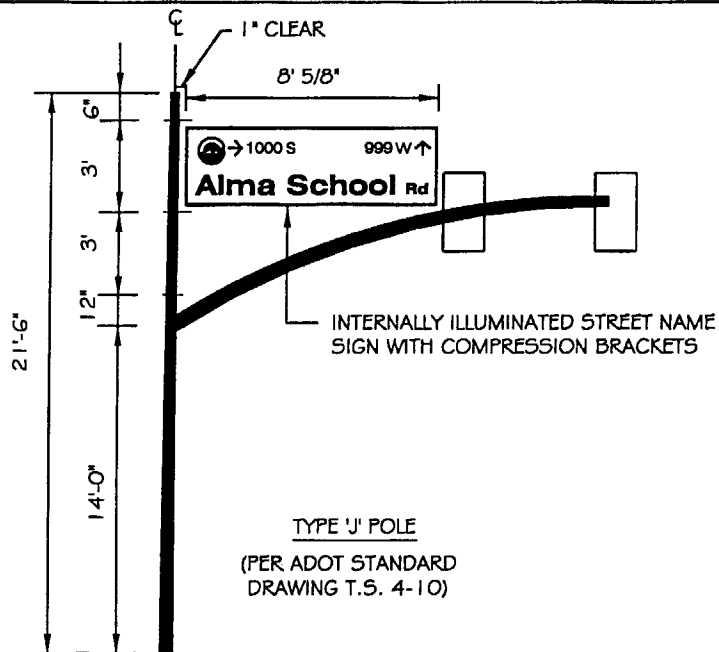 ℄
1" CLEAR
8' 5/8"
6"
→1000 S 999 W↑
3'
Alma School Rd
3'
12"
INTERNALLY ILLUMINATED STREET NAME
SIGN WITH COMPRESSION BRACKETS
21'-6"
14'-0"
TYPE 'J' POLE
(PER ADOT STANDARD
DRAWING T.S. 4-10)